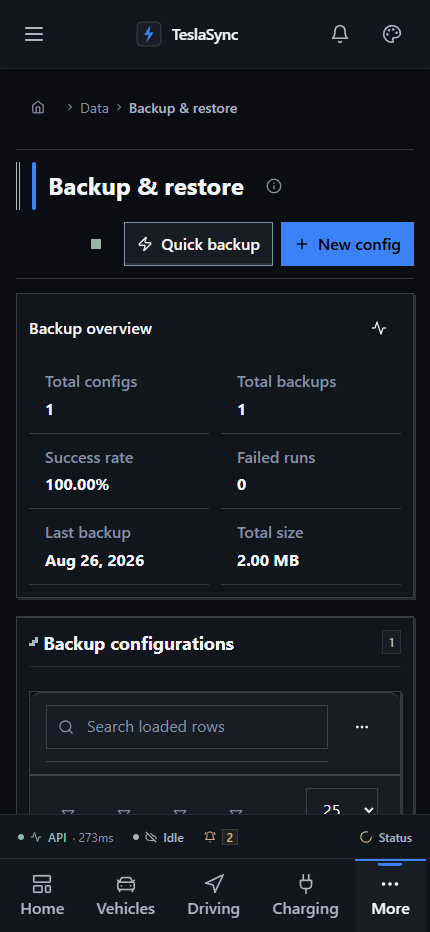 TeslaSync
Data Backup & restore
Backup & restore
Quick backup
New config
Backup overview
Total configs
1
Total backups
1
Success rate
100.00%
Failed runs
0
Last backup
Aug 26, 2026
Total size
2.00 MB
Backup configurations
1
Search loaded rows
25
API · 273ms
Idle
2
Status
Home
Vehicles
Driving
Charging
More